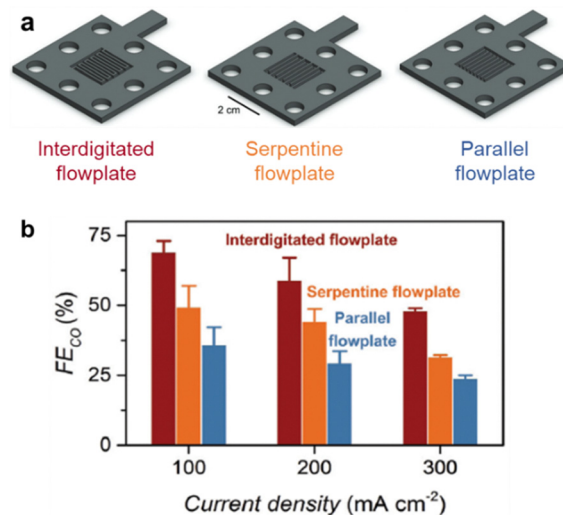 a
2 cm
Interdigitated
flowplate
Serpentine
flowplate
Parallel
flowplate
b
FE_CO (%)
75
50
25
0
Interdigitated flowplate
Serpentine flowplate
Parallel
flowplate
100
200
300
Current density (mA cm⁻²)